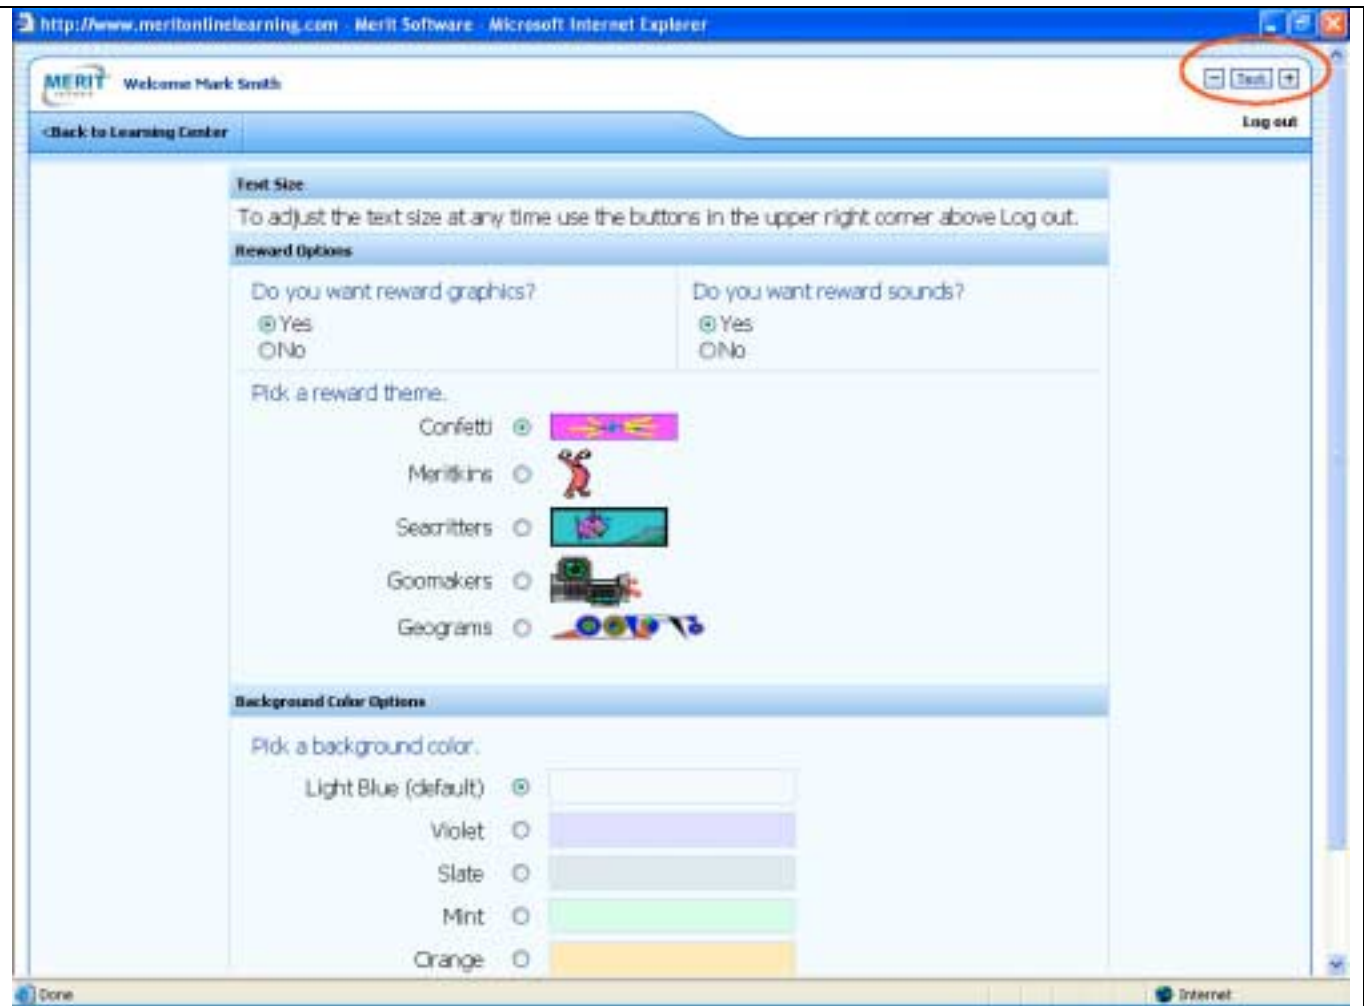 http://www.meritonlinelearning.com - Merit Software - Microsoft Internet Explorer
MERIT Welcome Mark Smith
- Text +
<Back to Learning Center
Log out
Text Size
To adjust the text size at any time use the buttons in the upper right corner above Log out.
Reward Options
Do you want reward graphics? Do you want reward sounds?
Yes Yes
No No
Pick a reward theme.
Confetti
Meritkins
Seacritters
Goomakers
Geograms
Background Color Options
Pick a background color.
Light Blue (default)
Violet
Slate
Mint
Orange
Done Internet